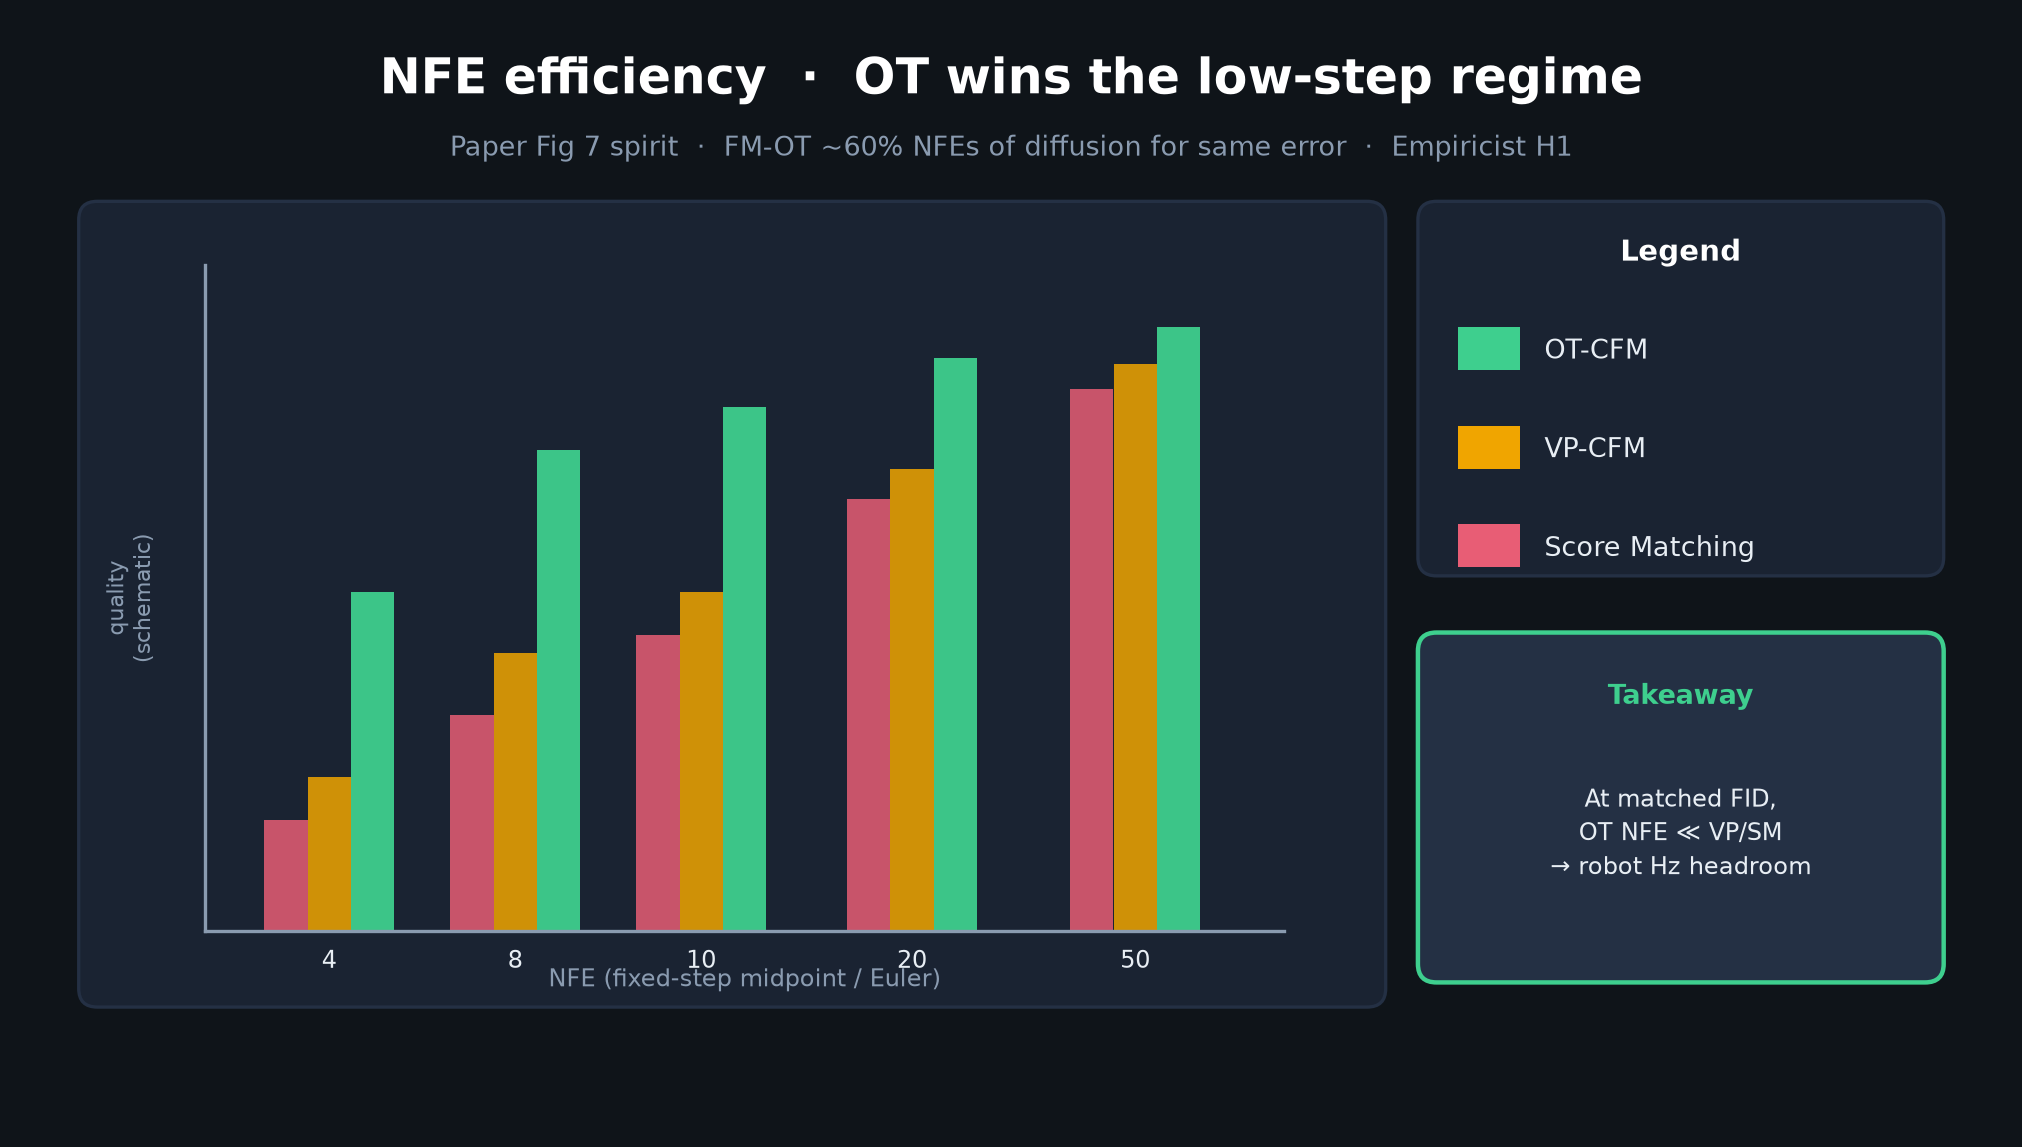 NFE efficiency · OT wins the low-step regime
Paper Fig 7 spirit · FM-OT ~60% NFEs of diffusion for same error · Empiricist H1
quality
(schematic)
4 8 10 20 50
NFE (fixed-step midpoint / Euler)
Legend
OT-CFM
VP-CFM
Score Matching
Takeaway
At matched FID,
OT NFE ≪ VP/SM
→ robot Hz headroom